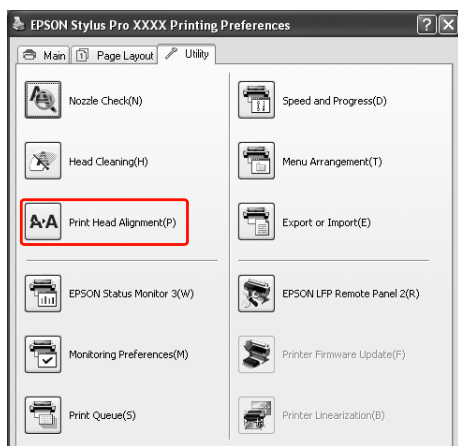 EPSON Stylus Pro XXXX Printing Preferences
Main Page Layout Utility
Nozzle Check(N)
Speed and Progress(D)
Head Cleaning(H)
Menu Arrangement(T)
Print Head Alignment(P)
Export or Import(E)
EPSON Status Monitor 3(W)
EPSON LFP Remote Panel 2(R)
Monitoring Preferences(M)
Printer Firmware Update(F)
Print Queue(S)
Printer Linearization(B)